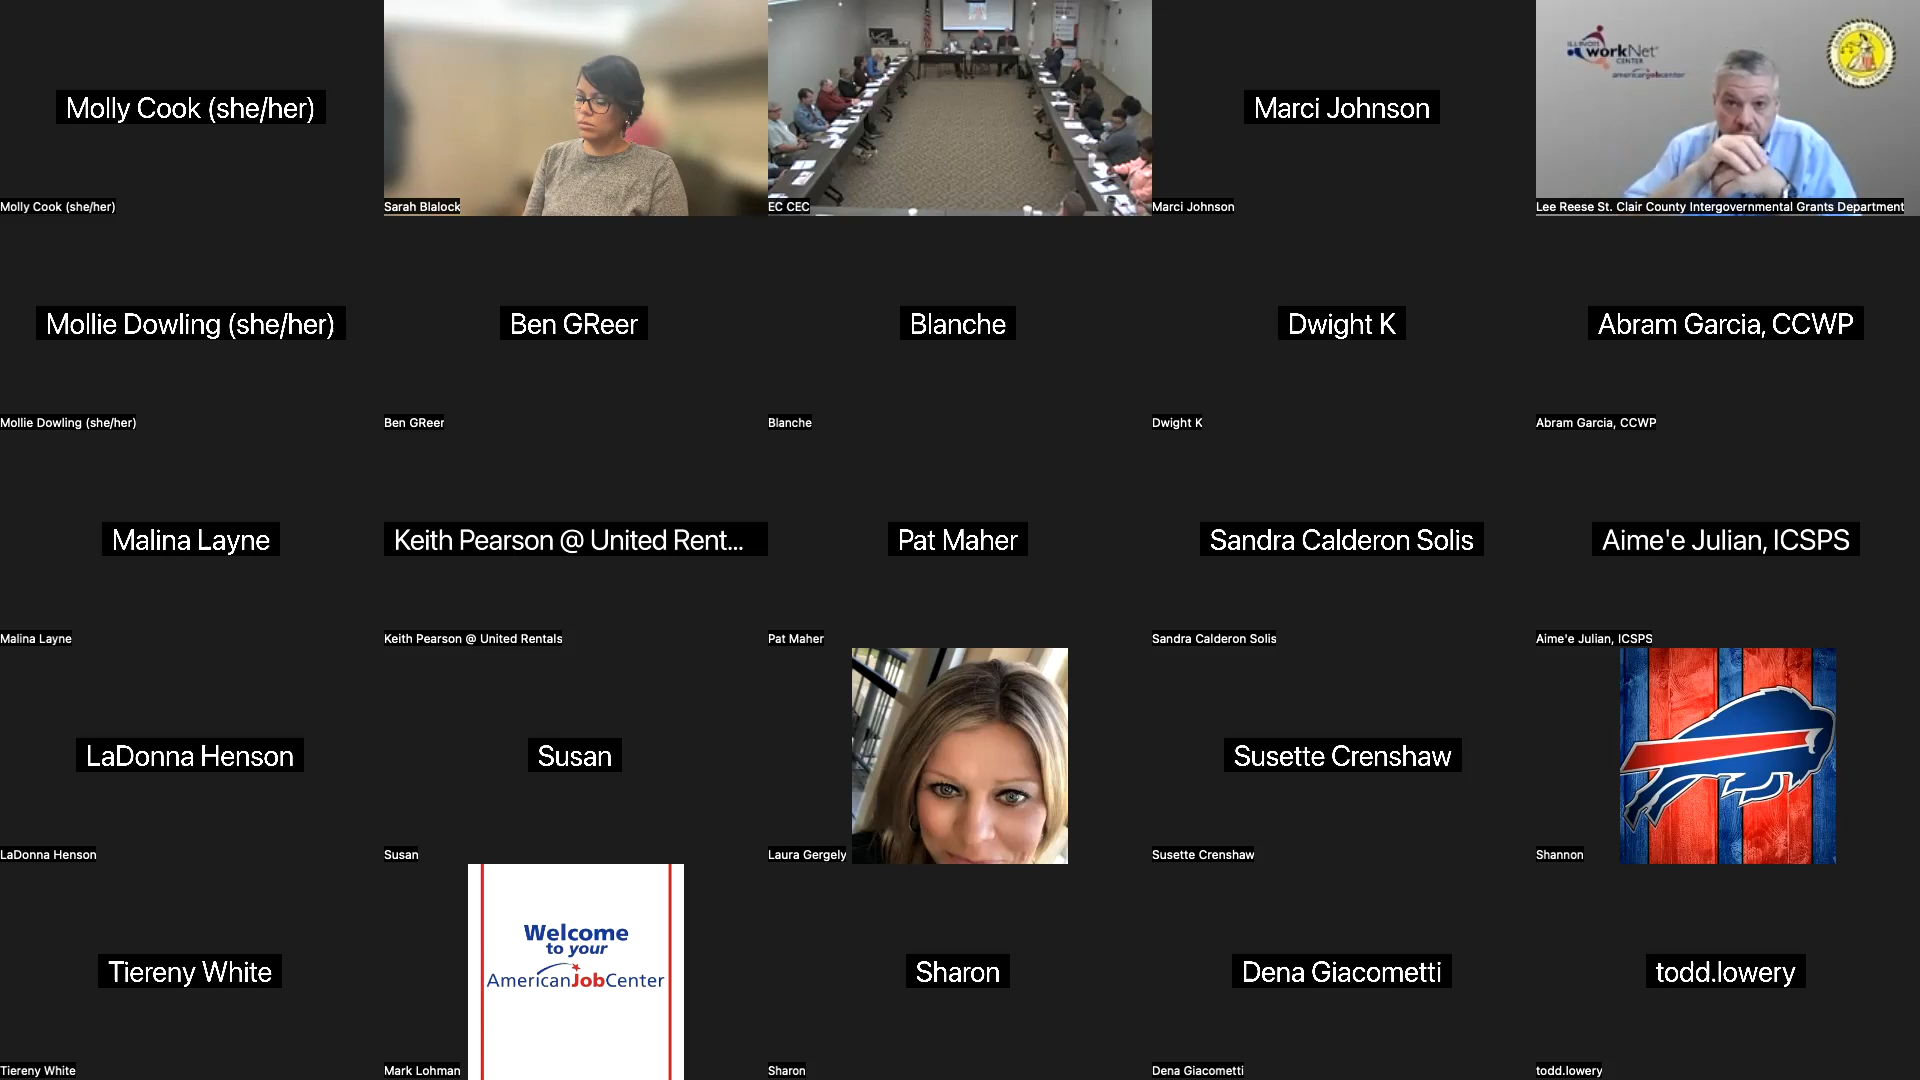 Molly Cook (she/her)
Molly Cook (she/her)
Sarah Blalock
EC CEC
Marci Johnson
Marci Johnson
ILLINOIS
workNet
CENTER
americanjobcenter
Lee Reese St. Clair County Intergovernmental Grants Department
Mollie Dowling (she/her)
Mollie Dowling (she/her)
Ben GReer
Ben GReer
Blanche
Blanche
Dwight K
Dwight K
Abram Garcia, CCWP
Abram Garcia, CCWP
Malina Layne
Malina Layne
Keith Pearson @ United Rent...
Keith Pearson @ United Rentals
Pat Maher
Pat Maher
Sandra Calderon Solis
Sandra Calderon Solis
Aime'e Julian, ICSPS
Aime'e Julian, ICSPS
LaDonna Henson
LaDonna Henson
Susan
Susan
Laura Gergely
Susette Crenshaw
Susette Crenshaw
Shannon
Tiereny White
Tiereny White
Welcome
to your
AmericanJobCenter
Mark Lohman
Sharon
Sharon
Dena Giacometti
Dena Giacometti
todd.lowery
todd.lowery